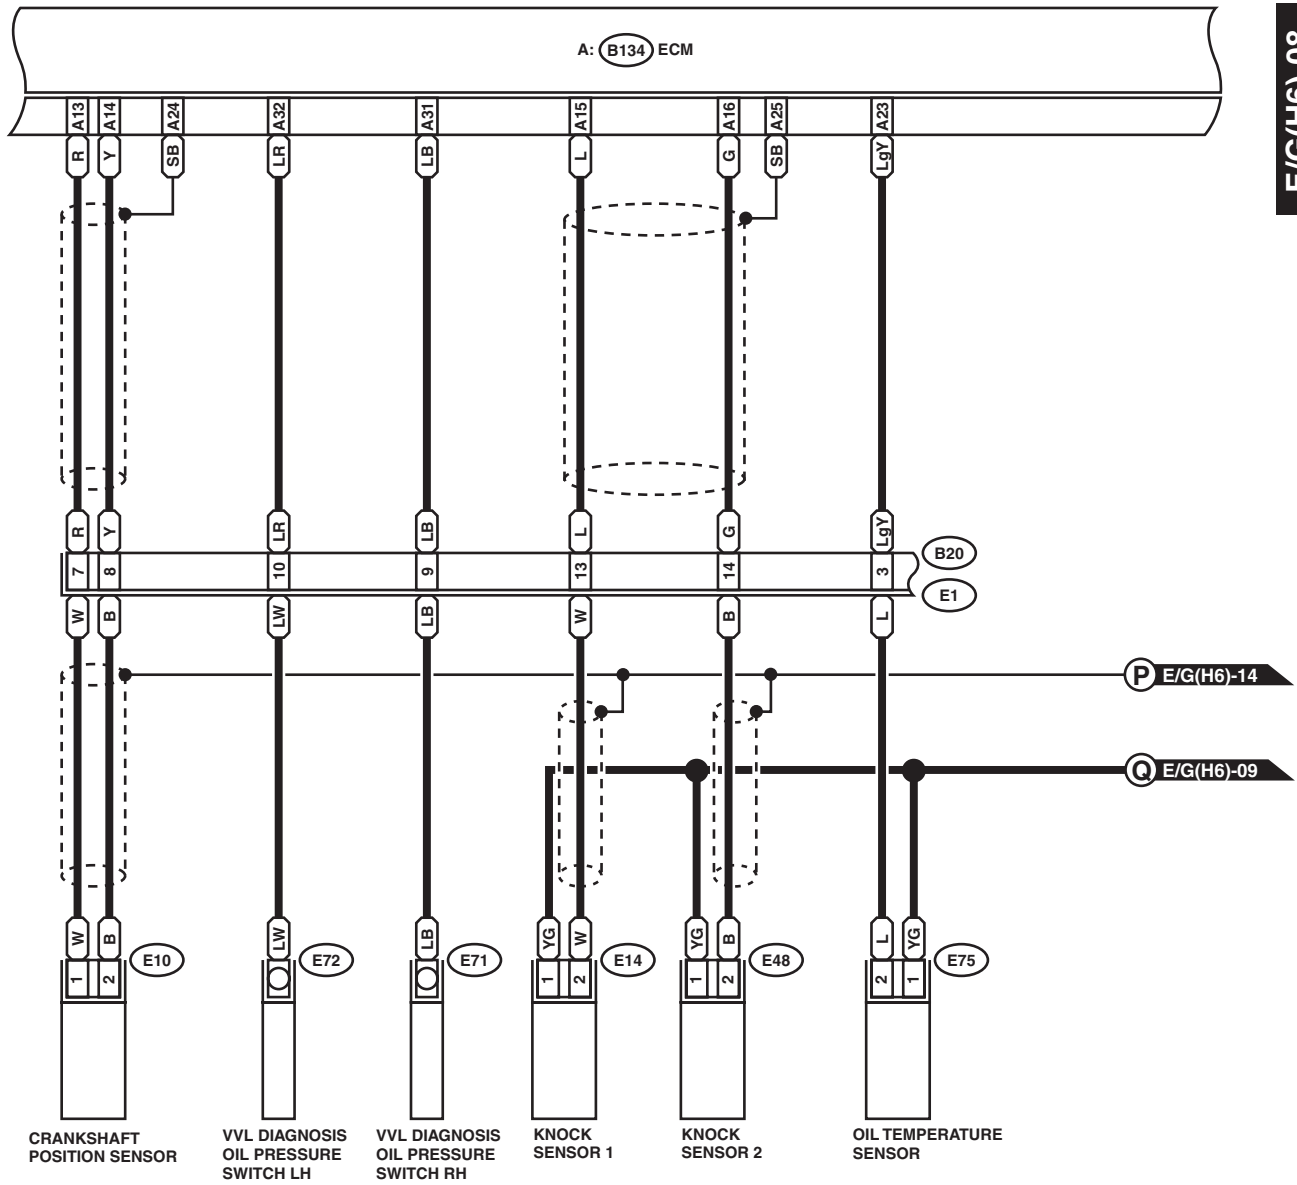 A: B134 ECM
E/G(H6)-08
A13 A14 A24 A32 A31 A15 A16 A25 A23
R Y SB LR LB L G SB LgY
R Y LR LB L G LgY
B20
7 8 10 9 13 14 3
E1
W B LW LB W B L
P E/G(H6)-14
Q E/G(H6)-09
W B LW LB YG W YG B L YG
E10 E72 E71 E14 E48 E75
1 2 1 2 1 2 2 1
CRANKSHAFT
POSITION SENSOR
VVL DIAGNOSIS
OIL PRESSURE
SWITCH LH
VVL DIAGNOSIS
OIL PRESSURE
SWITCH RH
KNOCK
SENSOR 1
KNOCK
SENSOR 2
OIL TEMPERATURE
SENSOR